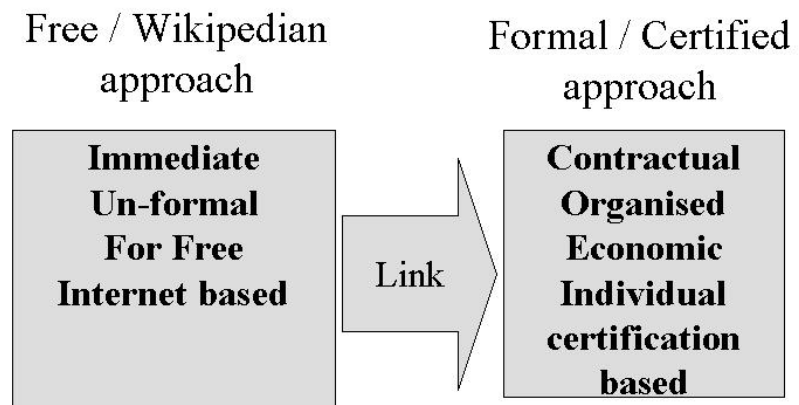 Free / Wikipedian
approach
Immediate
Un-formal
For Free
Internet based
Link
Formal / Certified
approach
Contractual
Organised
Economic
Individual
certification
based